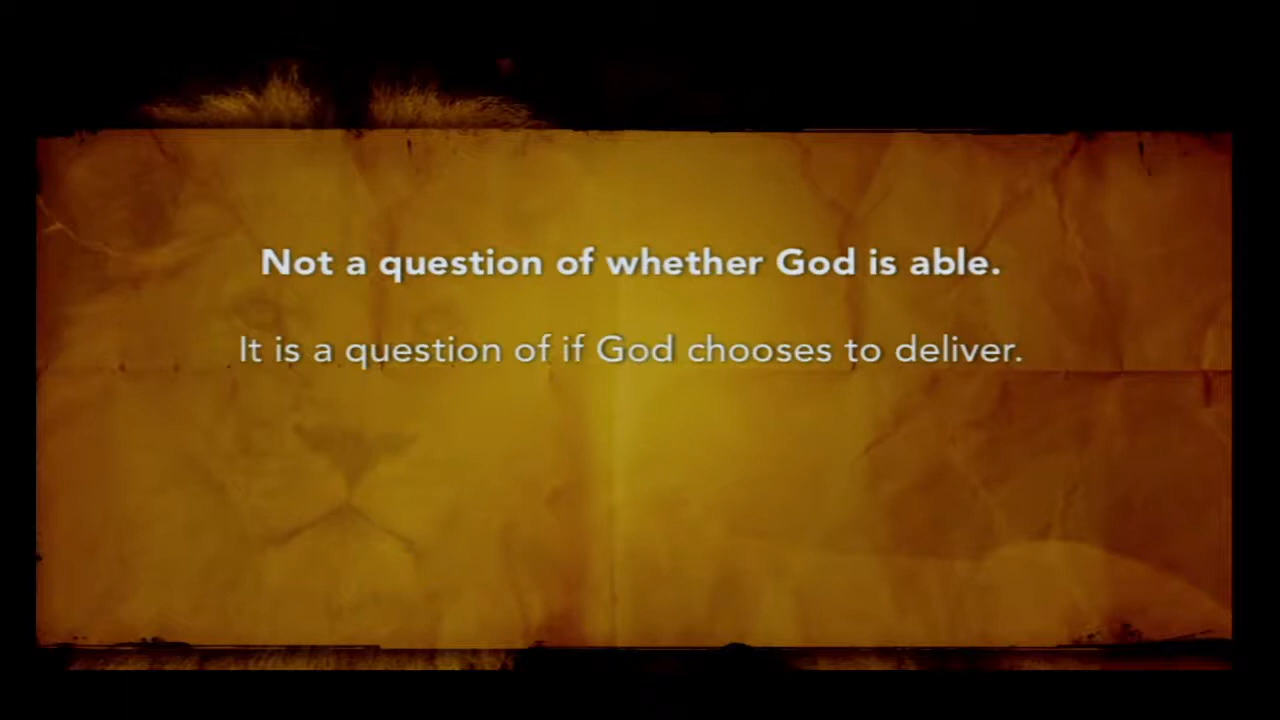 Not a question of whether God is able.
It is a question of if God chooses to deliver.